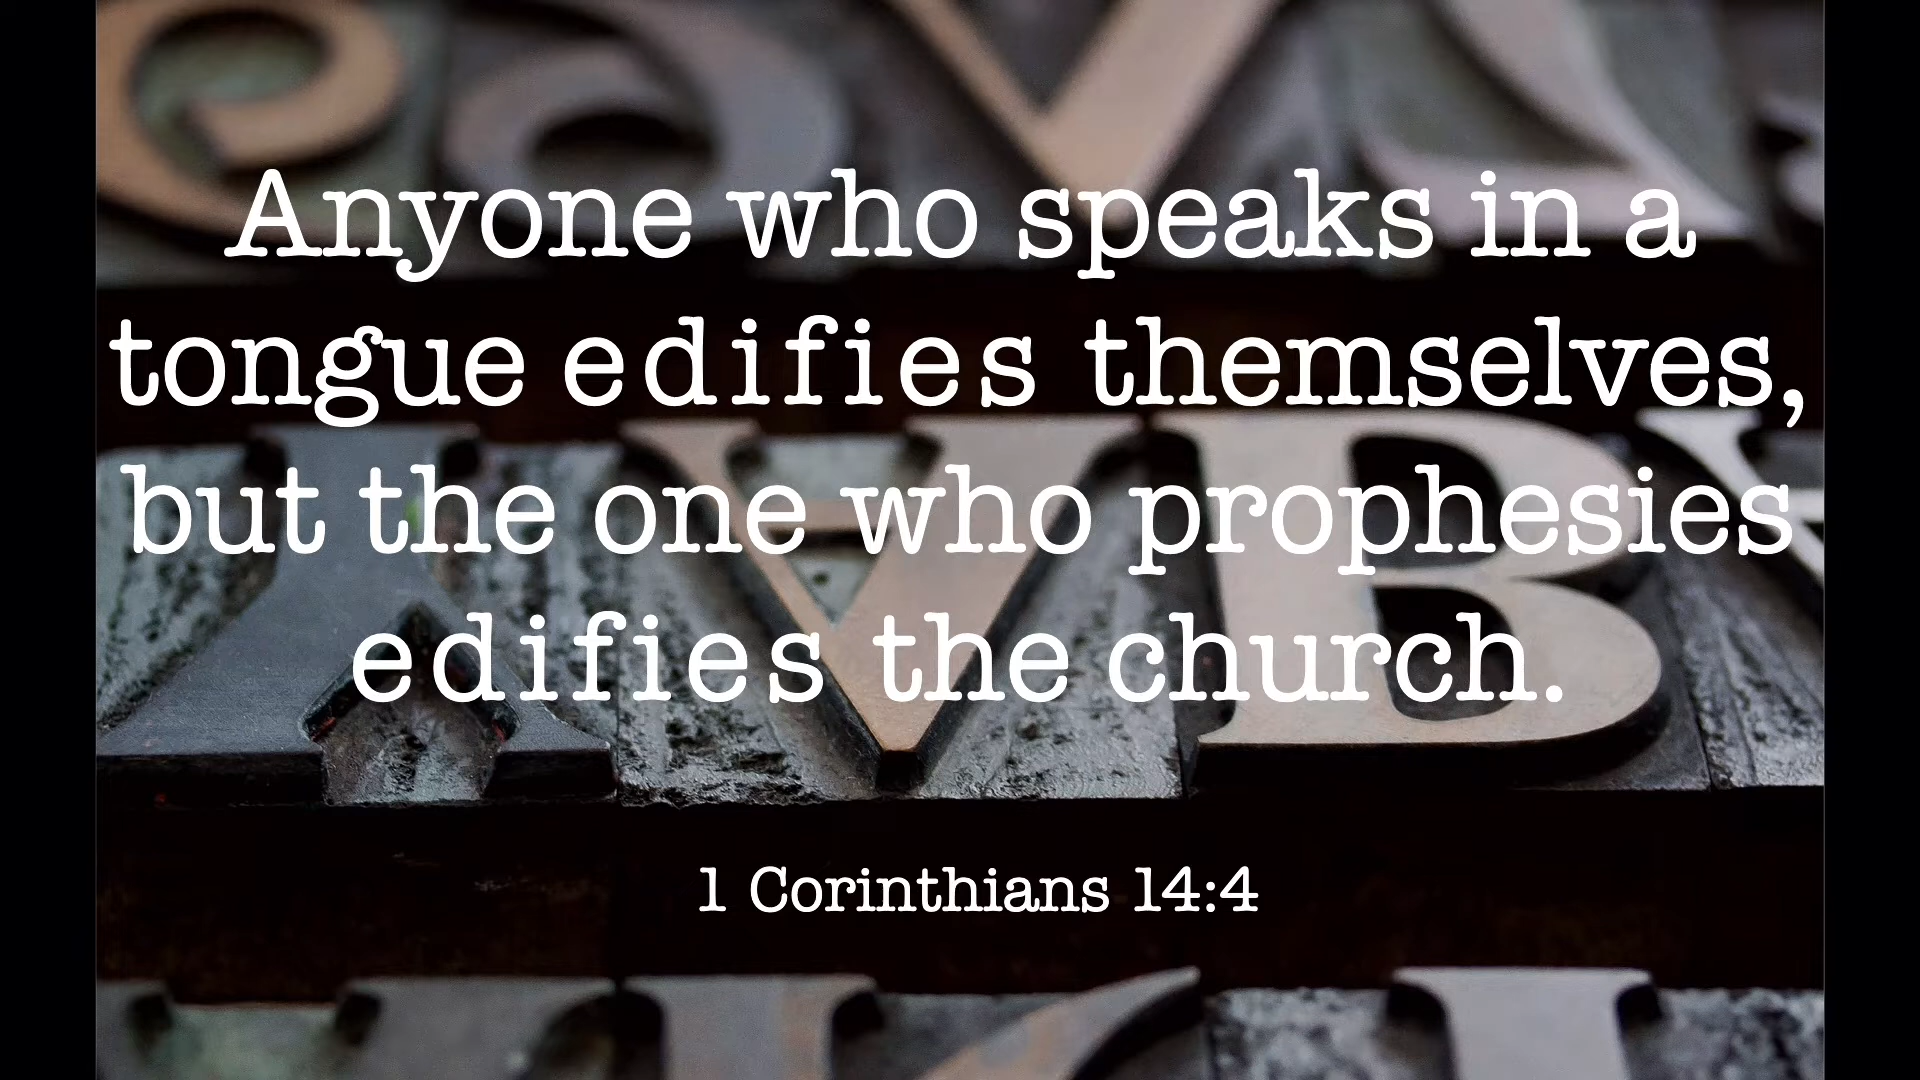 Anyone who speaks in a
tongue edifies themselves,
but the one who prophesies
edifies the church.
1 Corinthians 14:4